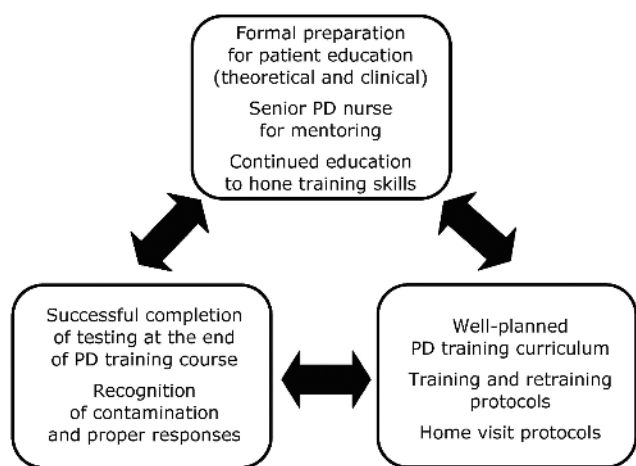 Formal preparation
for patient education
(theoretical and clinical)
Senior PD nurse
for mentoring
Continued education
to hone training skills
Successful completion
of testing at the end
of PD training course
Recognition
of contamination
and proper responses
Well-planned
PD training curriculum
Training and retraining
protocols
Home visit protocols